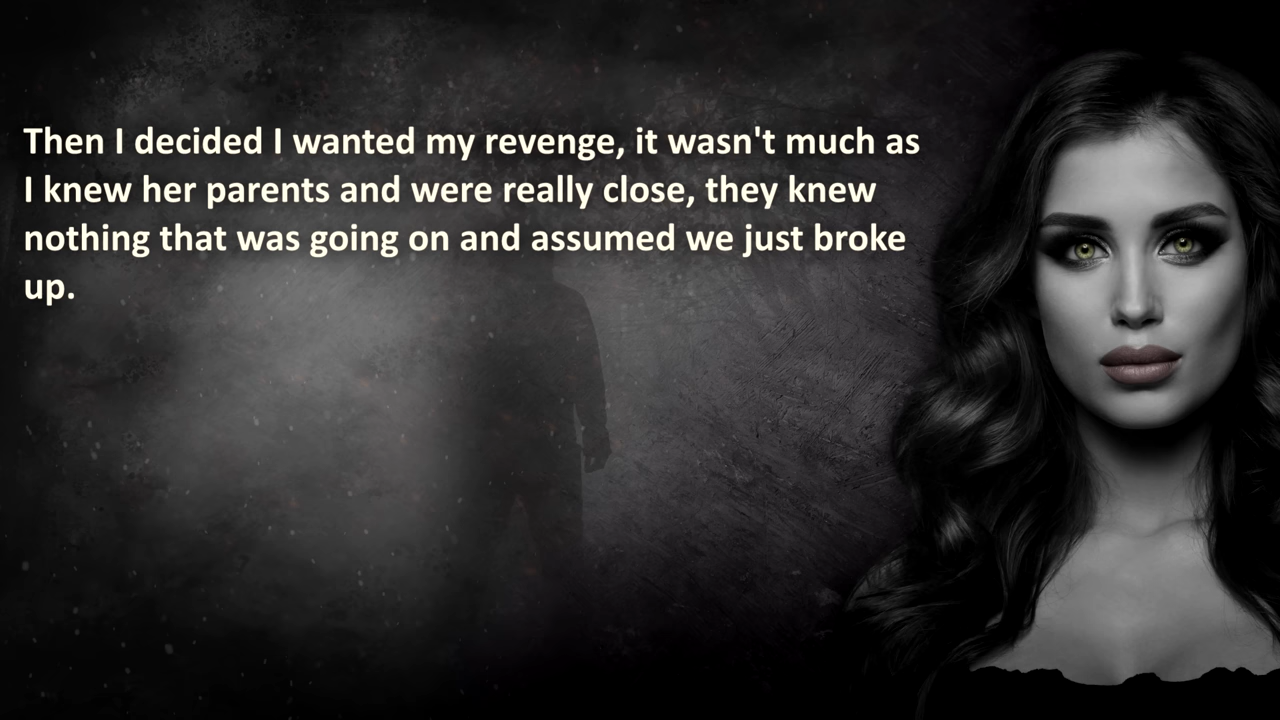 Then I decided I wanted my revenge, it wasn't much as
I knew her parents and were really close, they knew
nothing that was going on and assumed we just broke
up.